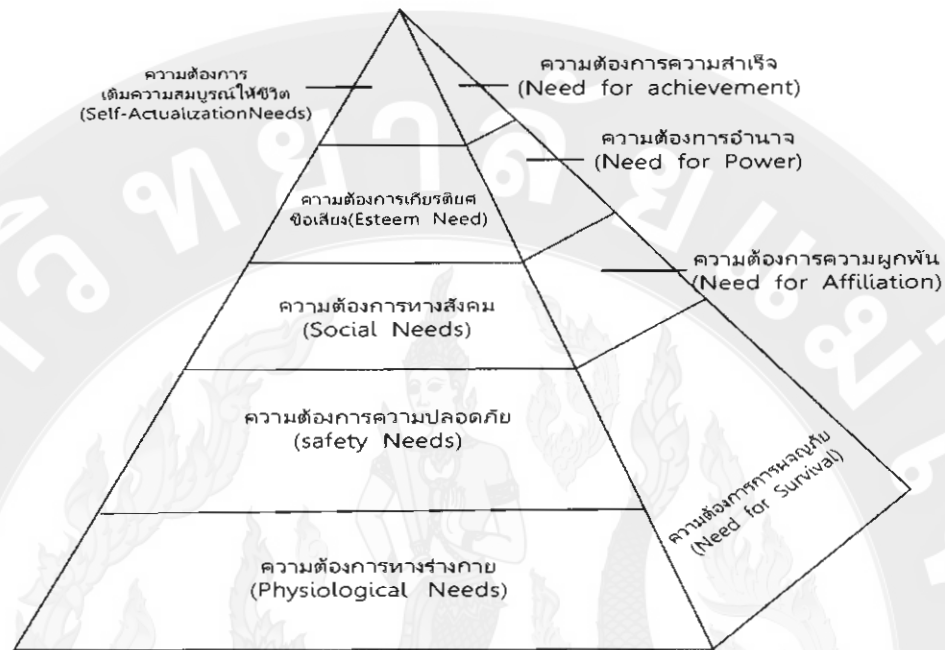 ความต้องการ
เติมความสมบูรณ์ให้ชีวิต
(Self-ActualizationNeeds)
ความต้องการความสำเร็จ
(Need for achievement)
ความต้องการอำนาจ
(Need for Power)
ความต้องการเกียรติยศ
ชื่อเสียง(Esteem Need)
ความต้องการความผูกพัน
(Need for Affiliation)
ความต้องการทางสังคม
(Social Needs)
ความต้องการความปลอดภัย
(safety Needs)
ความต้องการการผจญภัย
(Need for Survival)
ความต้องการทางร่างกาย
(Physiological Needs)